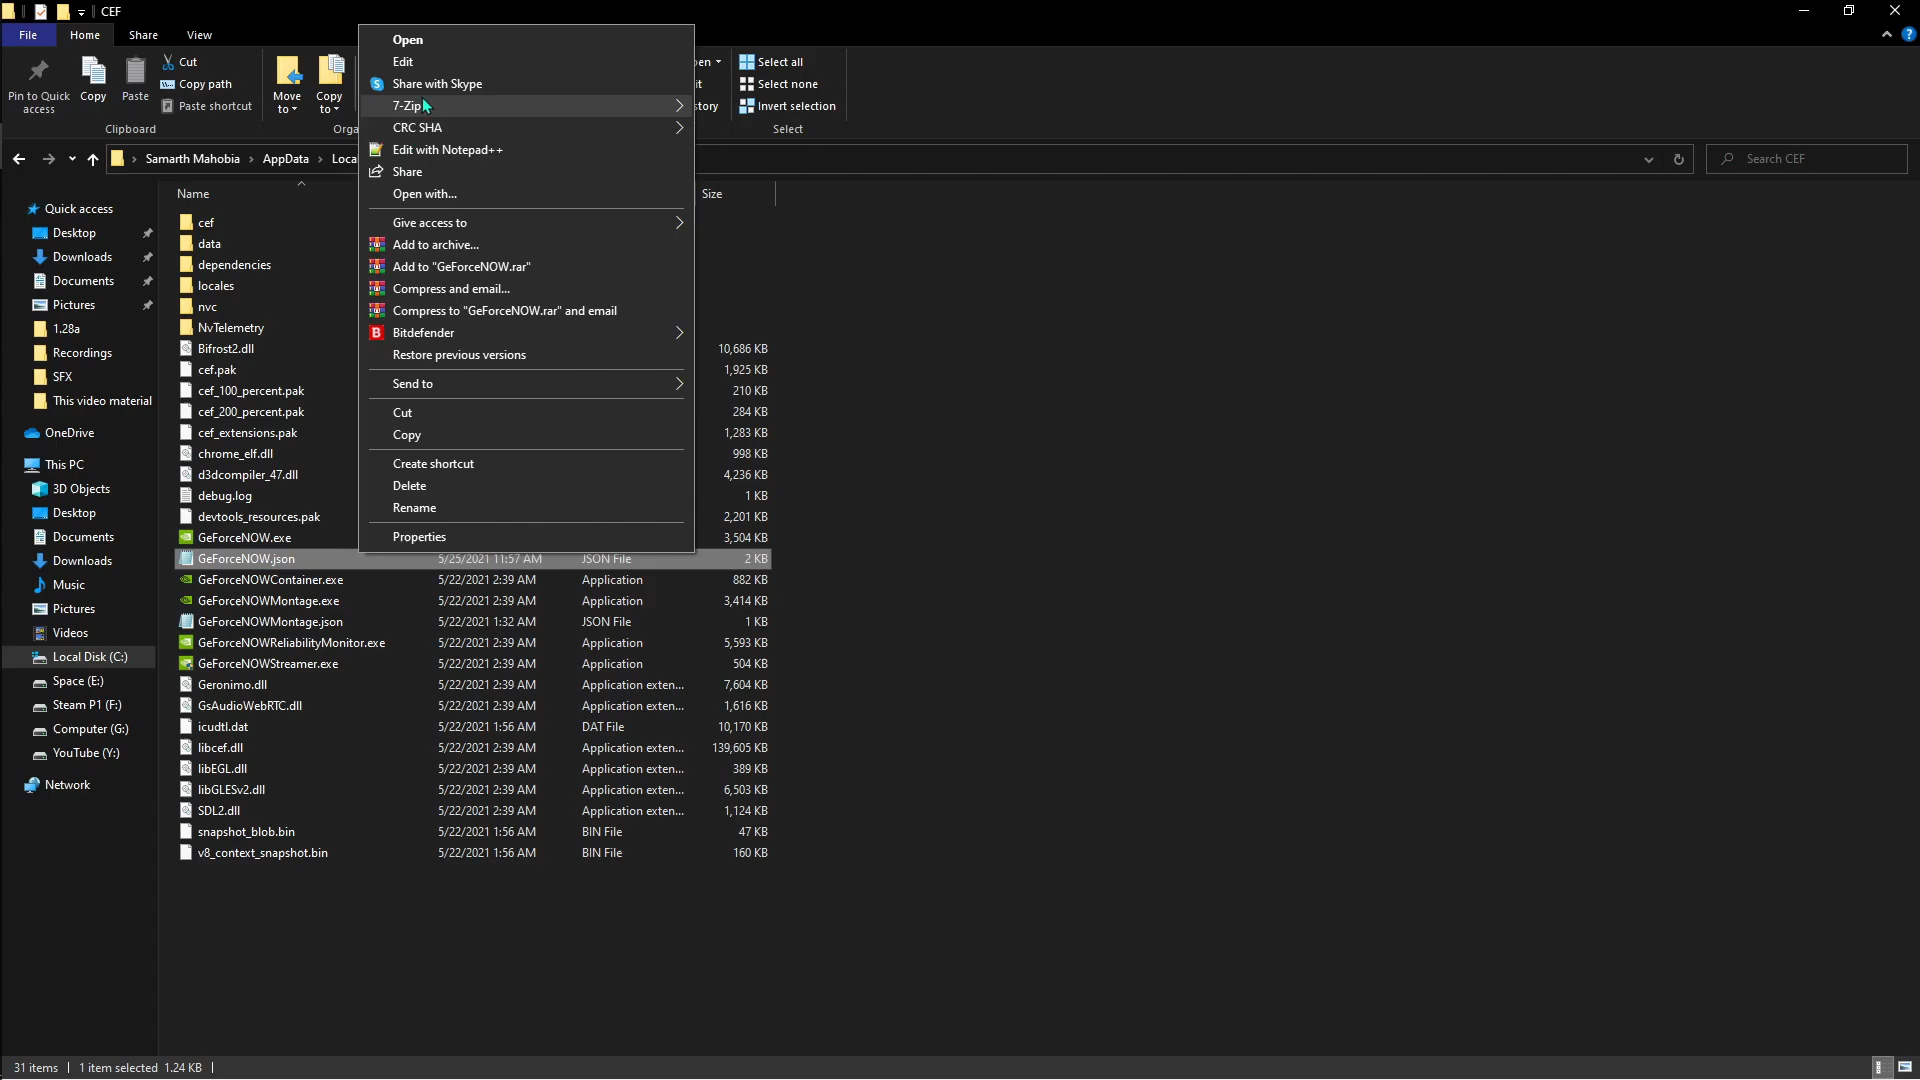 CEF
File Home Share View
Pin to Quick access
Copy
Paste
Cut
Copy path
Paste shortcut
Clipboard
Move to
Copy to
Select all
Select none
Invert selection
Select
Open
Edit
Share with Skype
7-Zip
CRC SHA
Edit with Notepad++
Share
Open with...
Give access to
Add to archive...
Add to "GeForceNOW.rar"
Compress and email...
Compress to "GeForceNOW.rar" and email
Bitdefender
Restore previous versions
Send to
Cut
Copy
Create shortcut
Delete
Rename
Properties
Samarth Mahobia AppData Loca
Search CEF
Quick access
Desktop
Downloads
Documents
Pictures
1.28a
Recordings
SFX
This video material
OneDrive
This PC
3D Objects
Desktop
Documents
Downloads
Music
Pictures
Videos
Local Disk (C:)
Space (E:)
Steam P1 (F:)
Computer (G:)
YouTube (Y:)
Network
Name Size
cef
data
dependencies
locales
nvc
NvTelemetry
Bifrost2.dll 10,686 KB
cef.pak 1,925 KB
cef_100_percent.pak 210 KB
cef_200_percent.pak 284 KB
cef_extensions.pak 1,283 KB
chrome_elf.dll 998 KB
d3dcompiler_47.dll 4,236 KB
debug.log 1 KB
devtools_resources.pak 2,201 KB
GeForceNOW.exe 3,504 KB
GeForceNOW.json 5/25/2021 11:57 AM JSON File 2 KB
GeForceNOWContainer.exe 5/22/2021 2:39 AM Application 882 KB
GeForceNOWMontage.exe 5/22/2021 2:39 AM Application 3,414 KB
GeForceNOWMontage.json 5/22/2021 1:32 AM JSON File 1 KB
GeForceNOWReliabilityMonitor.exe 5/22/2021 2:39 AM Application 5,593 KB
GeForceNOWStreamer.exe 5/22/2021 2:39 AM Application 504 KB
Geronimo.dll 5/22/2021 2:39 AM Application exten... 7,604 KB
GsAudioWebRTC.dll 5/22/2021 2:39 AM Application exten... 1,616 KB
icudtl.dat 5/22/2021 1:56 AM DAT File 10,170 KB
libcef.dll 5/22/2021 2:39 AM Application exten... 139,605 KB
libEGL.dll 5/22/2021 2:39 AM Application exten... 389 KB
libGLESv2.dll 5/22/2021 2:39 AM Application exten... 6,503 KB
SDL2.dll 5/22/2021 2:39 AM Application exten... 1,124 KB
snapshot_blob.bin 5/22/2021 1:56 AM BIN File 47 KB
v8_context_snapshot.bin 5/22/2021 1:56 AM BIN File 160 KB
31 items 1 item selected 1.24 KB